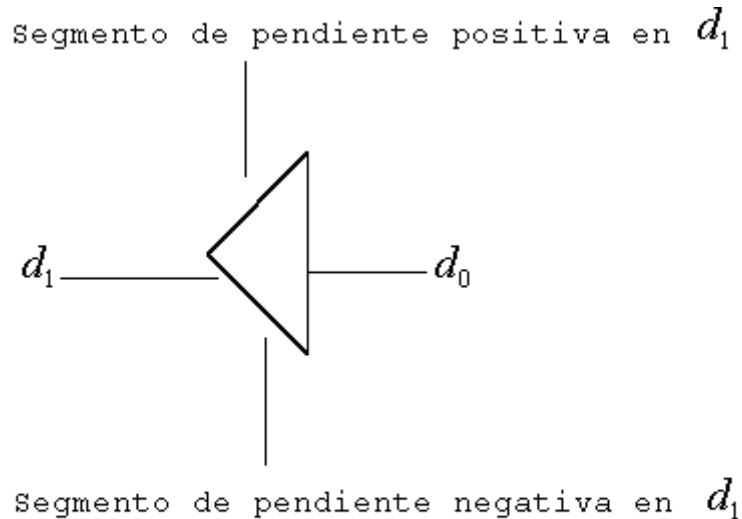 Segmento de pendiente positiva en d₁
d₁ d₀
Segmento de pendiente negativa en d₁